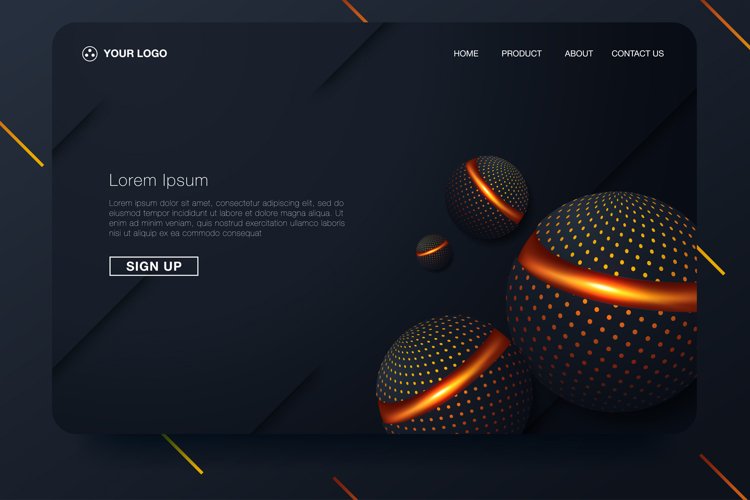 YOUR LOGO
HOME PRODUCT ABOUT CONTACT US
Lorem Ipsum
Lorem ipsum dolor sit amet, consectetur adipiscing elit, sed do
eiusmod tempor incididunt ut labore et dolore magna aliqua. Ut
enim ad minim veniam, quis nostrud exercitation ullamco laboris
nisi ut aliquip ex ea commodo consequat
SIGN UP